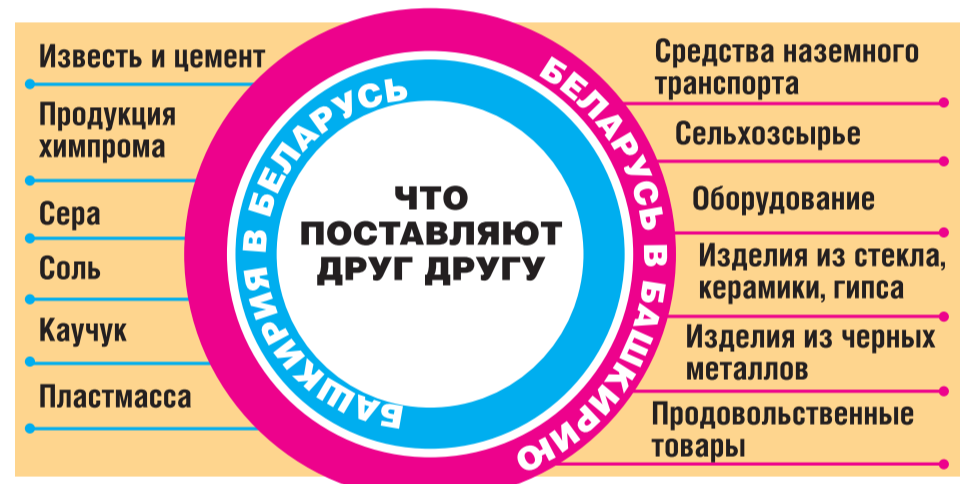 Известь и цемент
Продукция
химпрома
Сера
Соль
Каучук
Пластмасса
БАШКИРИЯ В БЕЛАРУСЬ
ЧТО
ПОСТАВЛЯЮТ
ДРУГ ДРУГУ
БЕЛАРУСЬ В БАШКИРИЮ
Средства наземного
транспорта
Сельхозсырье
Оборудование
Изделия из стекла,
керамики, гипса
Изделия из черных
металлов
Продовольственные
товары